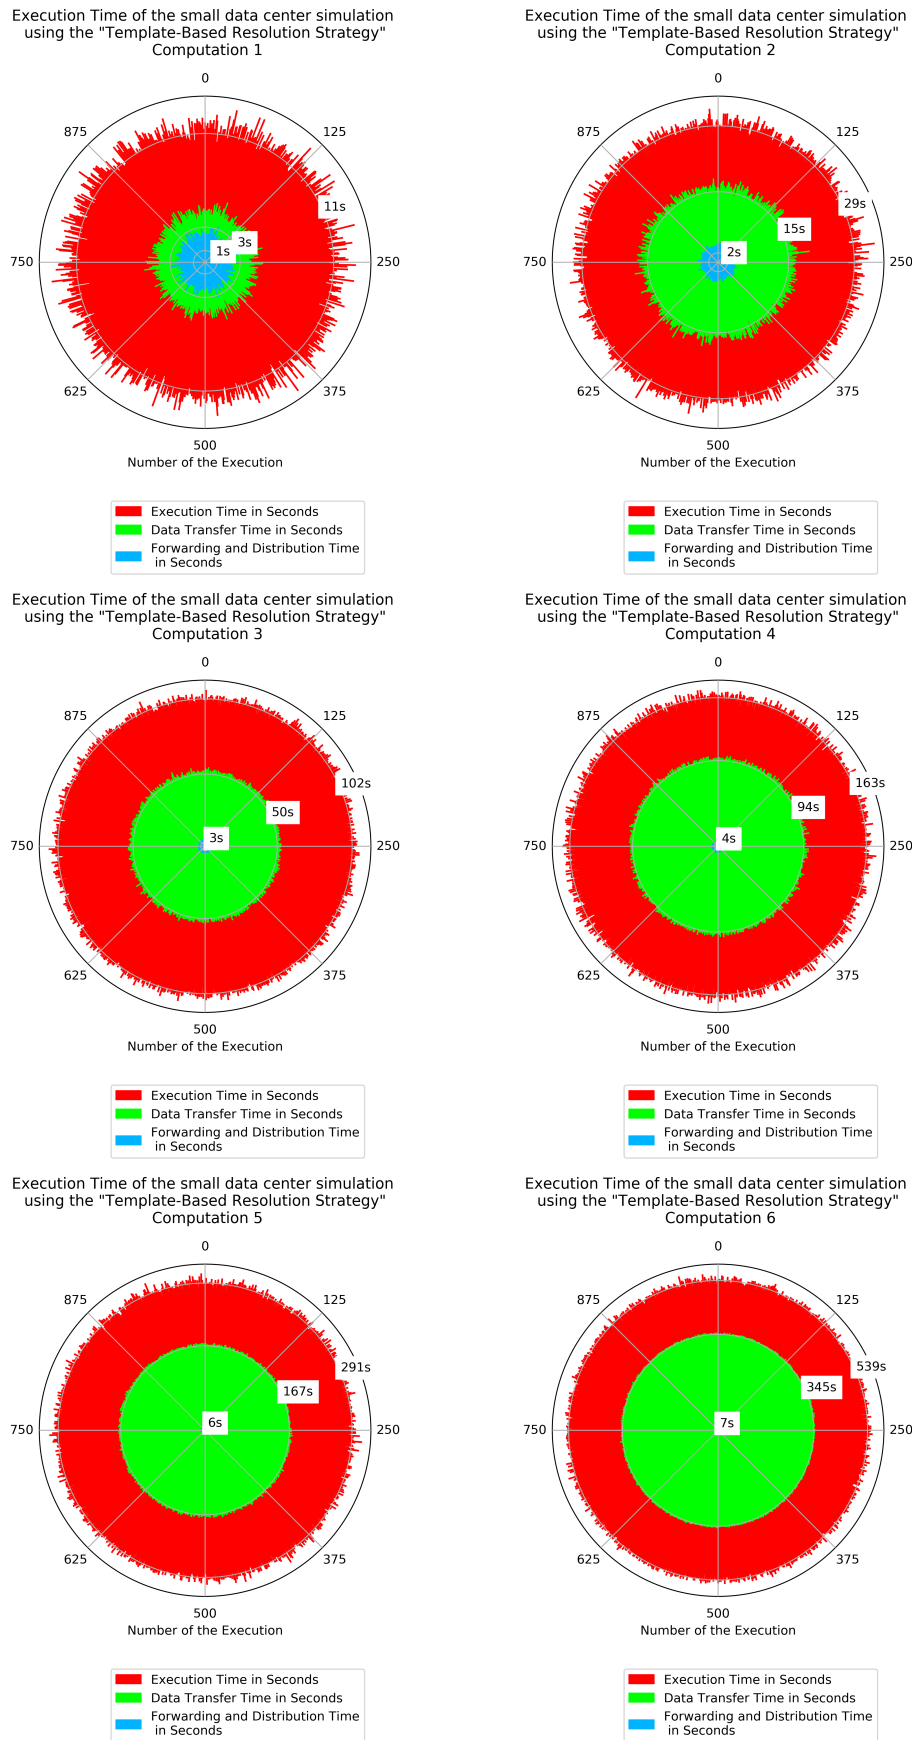 Execution Time of the small data center simulation
using the "Template-Based Resolution Strategy"
Computation 1
0
875
125
11s
3s
1s
750
250
625
375
500
Number of the Execution
Execution Time in Seconds
Data Transfer Time in Seconds
Forwarding and Distribution Time
in Seconds
Execution Time of the small data center simulation
using the "Template-Based Resolution Strategy"
Computation 2
0
875
125
29s
15s
2s
750
250
625
375
500
Number of the Execution
Execution Time in Seconds
Data Transfer Time in Seconds
Forwarding and Distribution Time
in Seconds
Execution Time of the small data center simulation
using the "Template-Based Resolution Strategy"
Computation 3
0
875
125
102s
50s
3s
750
250
625
375
500
Number of the Execution
Execution Time in Seconds
Data Transfer Time in Seconds
Forwarding and Distribution Time
in Seconds
Execution Time of the small data center simulation
using the "Template-Based Resolution Strategy"
Computation 4
0
875
125
163s
94s
4s
750
250
625
375
500
Number of the Execution
Execution Time in Seconds
Data Transfer Time in Seconds
Forwarding and Distribution Time
in Seconds
Execution Time of the small data center simulation
using the "Template-Based Resolution Strategy"
Computation 5
0
875
125
291s
167s
6s
750
250
625
375
500
Number of the Execution
Execution Time in Seconds
Data Transfer Time in Seconds
Forwarding and Distribution Time
in Seconds
Execution Time of the small data center simulation
using the "Template-Based Resolution Strategy"
Computation 6
0
875
125
539s
345s
7s
750
250
625
375
500
Number of the Execution
Execution Time in Seconds
Data Transfer Time in Seconds
Forwarding and Distribution Time
in Seconds